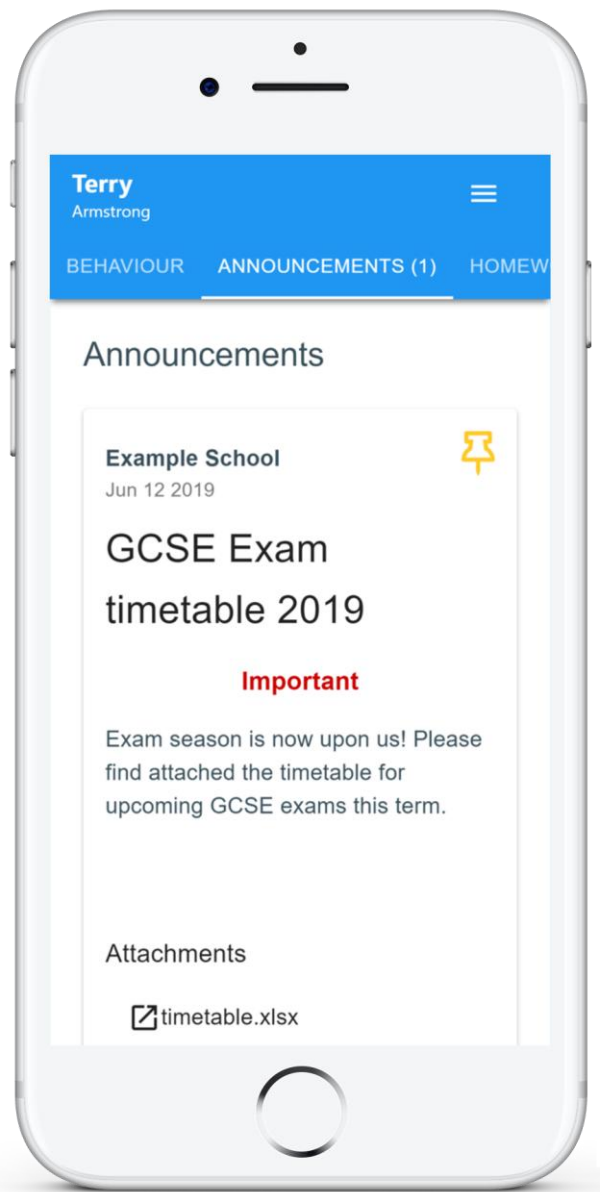 Terry
Armstrong
BEHAVIOUR ANNOUNCEMENTS (1) HOMEW
Announcements
Example School
Jun 12 2019
GCSE Exam
timetable 2019
Important
Exam season is now upon us! Please
find attached the timetable for
upcoming GCSE exams this term.
Attachments
timetable.xlsx